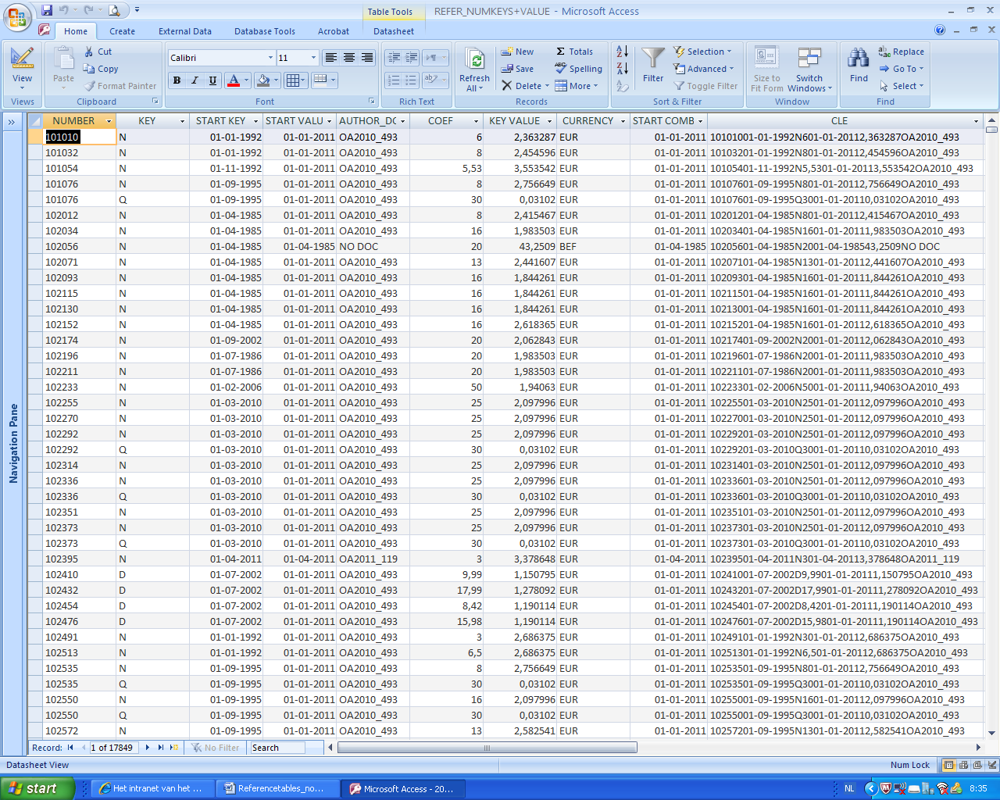 Table Tools
REFER_NUMKEYS+VALUE - Microsoft Access
Home Create External Data Database Tools Acrobat Datasheet
View
Views
Paste
Cut
Copy
Format Painter
Clipboard
Calibri 11
B I U A
Font
Rich Text
Refresh All
New
Save
Delete
Totals
Spelling
More
Records
Filter
Selection
Advanced
Toggle Filter
Sort & Filter
Size to Fit Form
Switch Windows
Window
Find
Replace
Go To
Select
Find
Navigation Pane
NUMBER KEY START KEY START VALU AUTHOR_DO COEF KEY VALUE CURRENCY START COMB CLE
101010 N 01-01-1992 01-01-2011 OA2010_493 6 2,363287 EUR 01-01-2011 10101001-01-1992N601-01-20112,363287OA2010_493
101032 N 01-01-1992 01-01-2011 OA2010_493 8 2,454596 EUR 01-01-2011 10103201-01-1992N801-01-20112,454596OA2010_493
101054 N 01-11-1992 01-01-2011 OA2010_493 5,53 3,553542 EUR 01-01-2011 10105401-11-1992N5,5301-01-20113,553542OA2010_493
101076 N 01-09-1995 01-01-2011 OA2010_493 8 2,756649 EUR 01-01-2011 10107601-09-1995N801-01-20112,756649OA2010_493
101076 Q 01-09-1995 01-01-2011 OA2010_493 30 0,03102 EUR 01-01-2011 10107601-09-1995Q3001-01-20110,03102OA2010_493
102012 N 01-04-1985 01-01-2011 OA2010_493 8 2,415467 EUR 01-01-2011 10201201-04-1985N801-01-20112,415467OA2010_493
102034 N 01-04-1985 01-01-2011 OA2010_493 16 1,983503 EUR 01-01-2011 10203401-04-1985N1601-01-20111,983503OA2010_493
102056 N 01-04-1985 01-04-1985 NO DOC 20 43,2509 BEF 01-04-1985 10205601-04-1985N2001-04-198543,2509NO DOC
102071 N 01-04-1985 01-01-2011 OA2010_493 13 2,441607 EUR 01-01-2011 10207101-04-1985N1301-01-20112,441607OA2010_493
102093 N 01-04-1985 01-01-2011 OA2010_493 16 1,844261 EUR 01-01-2011 10209301-04-1985N1601-01-20111,844261OA2010_493
102115 N 01-04-1985 01-01-2011 OA2010_493 16 1,844261 EUR 01-01-2011 10211501-04-1985N1601-01-20111,844261OA2010_493
102130 N 01-04-1985 01-01-2011 OA2010_493 16 1,844261 EUR 01-01-2011 10213001-04-1985N1601-01-20111,844261OA2010_493
102152 N 01-04-1985 01-01-2011 OA2010_493 16 2,618365 EUR 01-01-2011 10215201-04-1985N1601-01-20112,618365OA2010_493
102174 N 01-09-2002 01-01-2011 OA2010_493 20 2,062843 EUR 01-01-2011 10217401-09-2002N2001-01-20112,062843OA2010_493
102196 N 01-07-1986 01-01-2011 OA2010_493 20 1,983503 EUR 01-01-2011 10219601-07-1986N2001-01-20111,983503OA2010_493
102211 N 01-07-1986 01-01-2011 OA2010_493 20 1,983503 EUR 01-01-2011 10221101-07-1986N2001-01-20111,983503OA2010_493
102233 N 01-02-2006 01-01-2011 OA2010_493 50 1,94063 EUR 01-01-2011 10223301-02-2006N5001-01-20111,94063OA2010_493
102255 N 01-03-2010 01-01-2011 OA2010_493 25 2,097996 EUR 01-01-2011 10225501-03-2010N2501-01-20112,097996OA2010_493
102270 N 01-03-2010 01-01-2011 OA2010_493 25 2,097996 EUR 01-01-2011 10227001-03-2010N2501-01-20112,097996OA2010_493
102292 N 01-03-2010 01-01-2011 OA2010_493 25 2,097996 EUR 01-01-2011 10229201-03-2010N2501-01-20112,097996OA2010_493
102292 Q 01-03-2010 01-01-2011 OA2010_493 30 0,03102 EUR 01-01-2011 10229201-03-2010Q3001-01-20110,03102OA2010_493
102314 N 01-03-2010 01-01-2011 OA2010_493 25 2,097996 EUR 01-01-2011 10231401-03-2010N2501-01-20112,097996OA2010_493
102336 N 01-03-2010 01-01-2011 OA2010_493 25 2,097996 EUR 01-01-2011 10233601-03-2010N2501-01-20112,097996OA2010_493
102336 Q 01-03-2010 01-01-2011 OA2010_493 30 0,03102 EUR 01-01-2011 10233601-03-2010Q3001-01-20110,03102OA2010_493
102351 N 01-03-2010 01-01-2011 OA2010_493 25 2,097996 EUR 01-01-2011 10235101-03-2010N2501-01-20112,097996OA2010_493
102373 N 01-03-2010 01-01-2011 OA2010_493 25 2,097996 EUR 01-01-2011 10237301-03-2010N2501-01-20112,097996OA2010_493
102373 Q 01-03-2010 01-01-2011 OA2010_493 30 0,03102 EUR 01-01-2011 10237301-03-2010Q3001-01-20110,03102OA2010_493
102395 N 01-04-2011 01-04-2011 OA2011_119 3 3,378648 EUR 01-04-2011 10239501-04-2011N301-04-20113,378648OA2011_119
102410 D 01-07-2002 01-01-2011 OA2010_493 9,99 1,150795 EUR 01-01-2011 10241001-07-2002D9,9901-01-20111,150795OA2010_493
102432 D 01-07-2002 01-01-2011 OA2010_493 17,99 1,278092 EUR 01-01-2011 10243201-07-2002D17,9901-01-20111,278092OA2010_493
102454 D 01-07-2002 01-01-2011 OA2010_493 8,42 1,190114 EUR 01-01-2011 10245401-07-2002D8,4201-01-20111,190114OA2010_493
102476 D 01-07-2002 01-01-2011 OA2010_493 15,98 1,190114 EUR 01-01-2011 10247601-07-2002D15,9801-01-20111,190114OA2010_493
102491 N 01-01-1992 01-01-2011 OA2010_493 3 2,686375 EUR 01-01-2011 10249101-01-1992N301-01-20112,686375OA2010_493
102513 N 01-01-1992 01-01-2011 OA2010_493 6,5 2,686375 EUR 01-01-2011 10251301-01-1992N6,501-01-20112,686375OA2010_493
102535 N 01-09-1995 01-01-2011 OA2010_493 8 2,756649 EUR 01-01-2011 10253501-09-1995N801-01-20112,756649OA2010_493
102535 Q 01-09-1995 01-01-2011 OA2010_493 30 0,03102 EUR 01-01-2011 10253501-09-1995Q3001-01-20110,03102OA2010_493
102550 N 01-09-1995 01-01-2011 OA2010_493 16 2,097996 EUR 01-01-2011 10255001-09-1995N1601-01-20112,097996OA2010_493
102550 Q 01-09-1995 01-01-2011 OA2010_493 30 0,03102 EUR 01-01-2011 10255001-09-1995Q3001-01-20110,03102OA2010_493
102572 N 01-09-1995 01-01-2011 OA2010_493 13 2,582541 EUR 01-01-2011 10257201-09-1995N1301-01-20112,582541OA2010_493
Record: 1 of 17849 No Filter Search
Datasheet View Num Lock
start Het intranet van het ... Referencetables_no... Microsoft Access - 20... NL 8:35